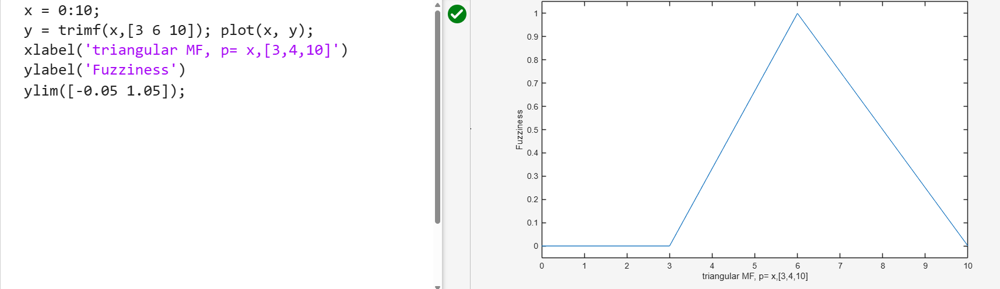 x = 0:10;
y = trimf(x,[3 6 10]); plot(x, y);
xlabel('triangular MF, p= x,[3,4,10]')
ylabel('Fuzziness')
ylim([-0.05 1.05]);
1
0.9
0.8
0.7
0.6
0.5
0.4
0.3
0.2
0.1
0
Fuzziness
0 1 2 3 4 5 6 7 8 9 10
triangular MF, p= x,[3,4,10]